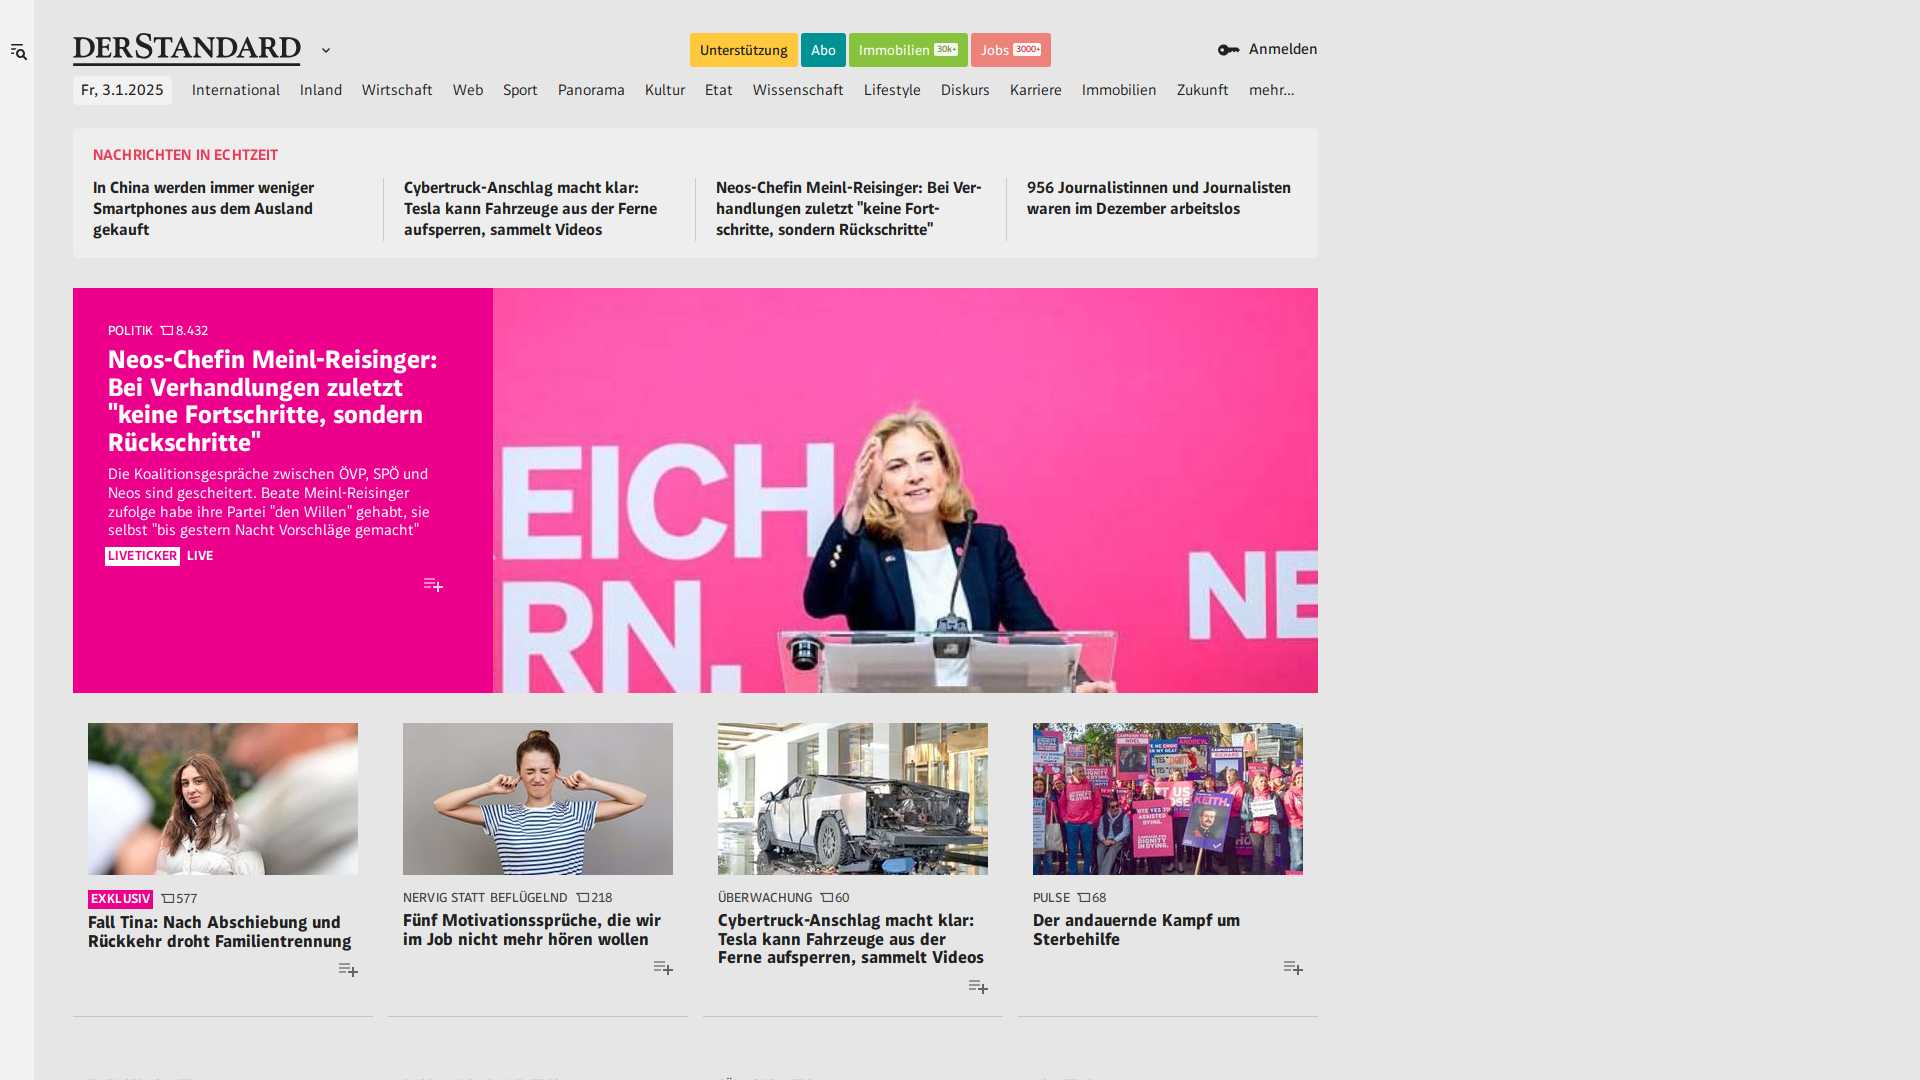 DERSTANDARD
Unterstützung
Abo
Immobilien 30k+
Jobs 3000+
Anmelden
Fr, 3.1.2025
International
Inland
Wirtschaft
Web
Sport
Panorama
Kultur
Etat
Wissenschaft
Lifestyle
Diskurs
Karriere
Immobilien
Zukunft
mehr...
NACHRICHTEN IN ECHTZEIT
In China werden immer weniger
Smartphones aus dem Ausland
gekauft
Cybertruck-Anschlag macht klar:
Tesla kann Fahrzeuge aus der Ferne
aufsperren, sammelt Videos
Neos-Chefin Meinl-Reisinger: Bei Ver-
handlungen zuletzt "keine Fort-
schritte, sondern Rückschritte"
956 Journalistinnen und Journalisten
waren im Dezember arbeitslos
POLITIK 8.432
Neos-Chefin Meinl-Reisinger:
Bei Verhandlungen zuletzt
"keine Fortschritte, sondern
Rückschritte"
Die Koalitionsgespräche zwischen ÖVP, SPÖ und
Neos sind gescheitert. Beate Meinl-Reisinger
zufolge habe ihre Partei "den Willen" gehabt, sie
selbst "bis gestern Nacht Vorschläge gemacht"
LIVETICKER LIVE
EICH
RN.
NE
EXKLUSIV 577
Fall Tina: Nach Abschiebung und
Rückkehr droht Familientrennung
NERVIG STATT BEFLÜGELND 218
Fünf Motivationssprüche, die wir
im Job nicht mehr hören wollen
ÜBERWACHUNG 60
Cybertruck-Anschlag macht klar:
Tesla kann Fahrzeuge aus der
Ferne aufsperren, sammelt Videos
KEITH.
PULSE 68
Der andauernde Kampf um
Sterbehilfe